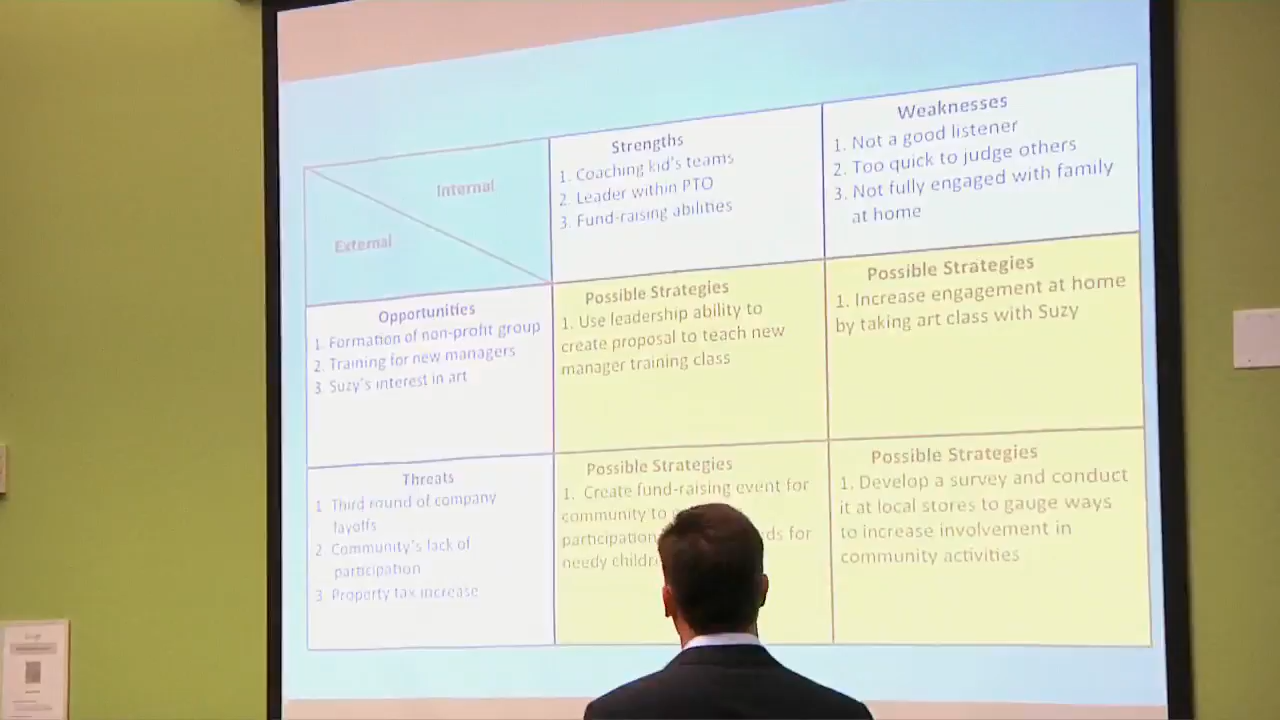 Internal
External
Strengths
1. Coaching kid's teams
2. Leader within PTO
3. Fund-raising abilities
Weaknesses
1. Not a good listener
2. Too quick to judge others
3. Not fully engaged with family
at home
Opportunities
1. Formation of non-profit group
2. Training for new managers
3. Suzy's interest in art
Possible Strategies
1. Use leadership ability to
create proposal to teach new
manager training class
Possible Strategies
1. Increase engagement at home
by taking art class with Suzy
Threats
1 Third round of company
layoffs
2 Community's lack of
participation
3 Property tax increase
Possible Strategies
1. Create fund-raising event for
community to
participation for
needy
Possible Strategies
1. Develop a survey and conduct
it at local stores to gauge ways
to increase involvement in
community activities